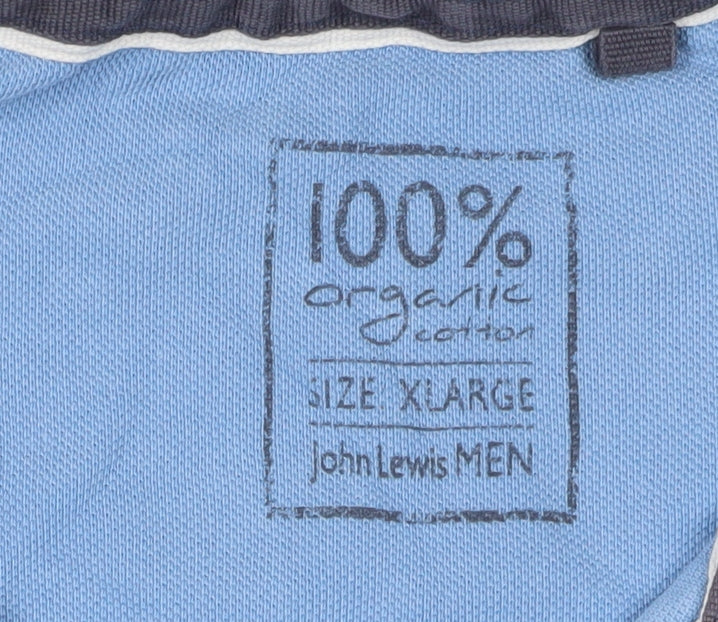 100%
organic
cotton
SIZE: XLARGE
John Lewis MEN